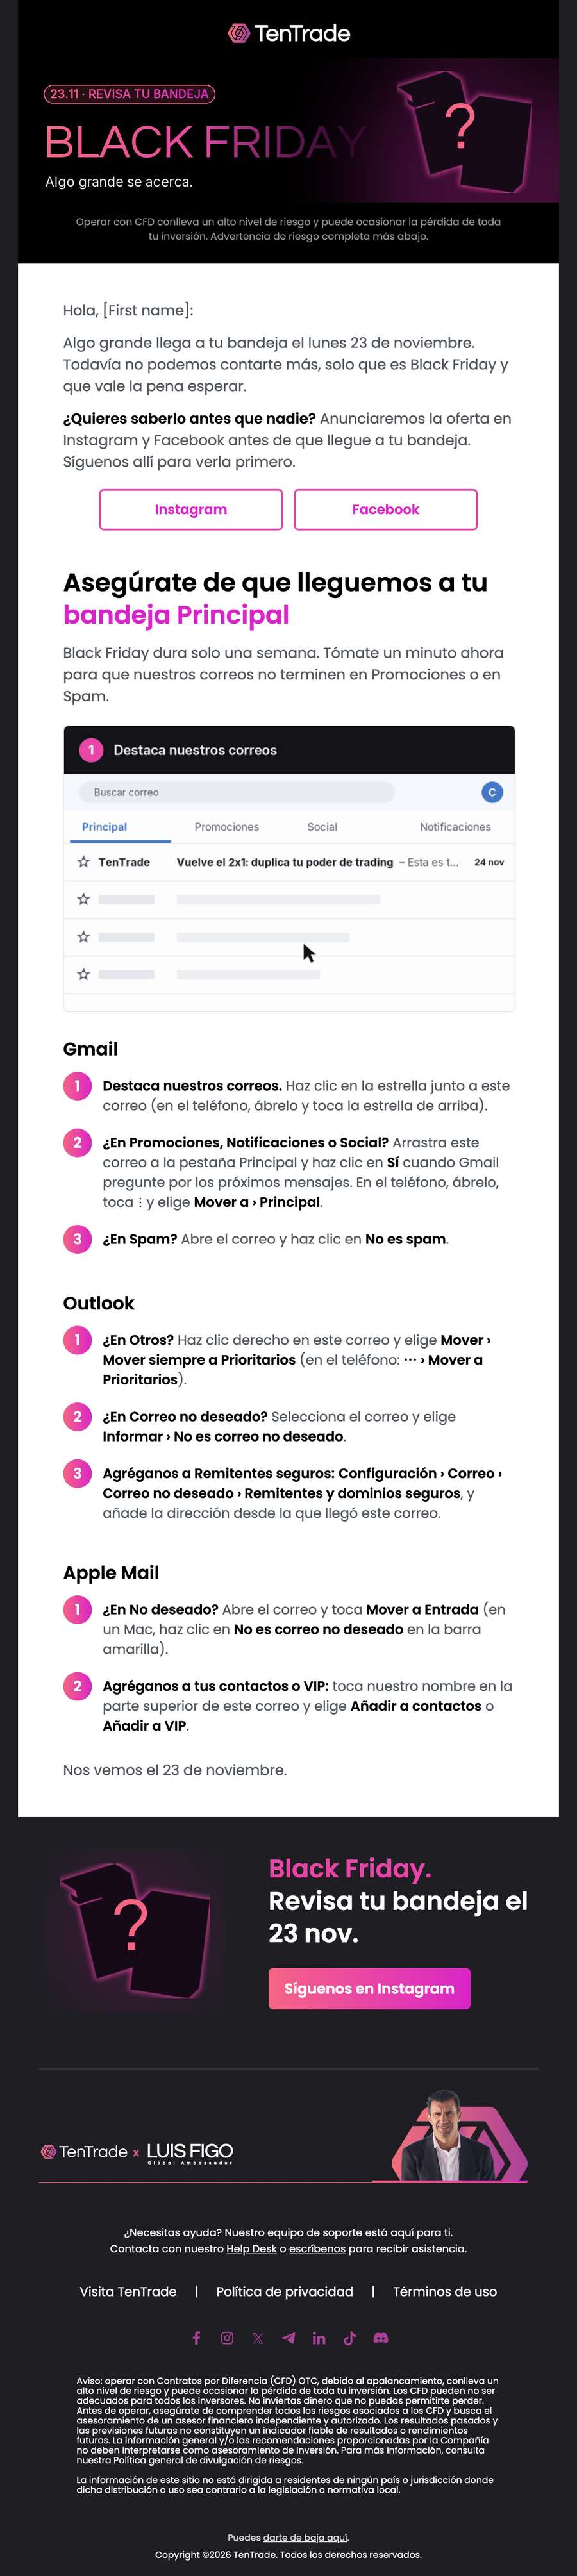 TenTrade
23.11 · REVISA TU BANDEJA
BLACK FRIDAY
Algo grande se acerca.
?
Operar con CFD conlleva un alto nivel de riesgo y puede ocasionar la pérdida de toda
tu inversión. Advertencia de riesgo completa más abajo.
Hola, [First name]:
Algo grande llega a tu bandeja el lunes 23 de noviembre.
Todavía no podemos contarte más, solo que es Black Friday y
que vale la pena esperar.
¿Quieres saberlo antes que nadie? Anunciaremos la oferta en
Instagram y Facebook antes de que llegue a tu bandeja.
Síguenos allí para verla primero.
Instagram
Facebook
Asegúrate de que lleguemos a tu
bandeja Principal
Black Friday dura solo una semana. Tómate un minuto ahora
para que nuestros correos no terminen en Promociones o en
Spam.
1 Destaca nuestros correos
Buscar correo C
Principal Promociones Social Notificaciones
TenTrade Vuelve el 2x1: duplica tu poder de trading – Esta es t... 24 nov
Gmail
1 Destaca nuestros correos. Haz clic en la estrella junto a este
correo (en el teléfono, ábrelo y toca la estrella de arriba).
2 ¿En Promociones, Notificaciones o Social? Arrastra este
correo a la pestaña Principal y haz clic en Sí cuando Gmail
pregunte por los próximos mensajes. En el teléfono, ábrelo,
toca ⋮ y elige Mover a › Principal.
3 ¿En Spam? Abre el correo y haz clic en No es spam.
Outlook
1 ¿En Otros? Haz clic derecho en este correo y elige Mover ›
Mover siempre a Prioritarios (en el teléfono: ··· › Mover a
Prioritarios).
2 ¿En Correo no deseado? Selecciona el correo y elige
Informar › No es correo no deseado.
3 Agréganos a Remitentes seguros: Configuración › Correo ›
Correo no deseado › Remitentes y dominios seguros, y
añade la dirección desde la que llegó este correo.
Apple Mail
1 ¿En No deseado? Abre el correo y toca Mover a Entrada (en
un Mac, haz clic en No es correo no deseado en la barra
amarilla).
2 Agréganos a tus contactos o VIP: toca nuestro nombre en la
parte superior de este correo y elige Añadir a contactos o
Añadir a VIP.
Nos vemos el 23 de noviembre.
?
Black Friday.
Revisa tu bandeja el
23 nov.
Síguenos en Instagram
TenTrade x LUIS FIGO
Global Ambassador
¿Necesitas ayuda? Nuestro equipo de soporte está aquí para ti.
Contacta con nuestro Help Desk o escríbenos para recibir asistencia.
Visita TenTrade | Política de privacidad | Términos de uso
Aviso: operar con Contratos por Diferencia (CFD) OTC, debido al apalancamiento, conlleva un
alto nivel de riesgo y puede ocasionar la pérdida de toda tu inversión. Los CFD pueden no ser
adecuados para todos los inversores. No inviertas dinero que no puedas permitirte perder.
Antes de operar, asegúrate de comprender todos los riesgos asociados a los CFD y busca el
asesoramiento de un asesor financiero independiente y autorizado. Los resultados pasados y
las previsiones futuras no constituyen un indicador fiable de resultados o rendimientos
futuros. La información general y/o las recomendaciones proporcionadas por la Compañía
no deben interpretarse como asesoramiento de inversión. Para más información, consulta
nuestra Política general de divulgación de riesgos.
La información de este sitio no está dirigida a residentes de ningún país o jurisdicción donde
dicha distribución o uso sea contrario a la legislación o normativa local.
Puedes darte de baja aquí.
Copyright ©2026 TenTrade. Todos los derechos reservados.